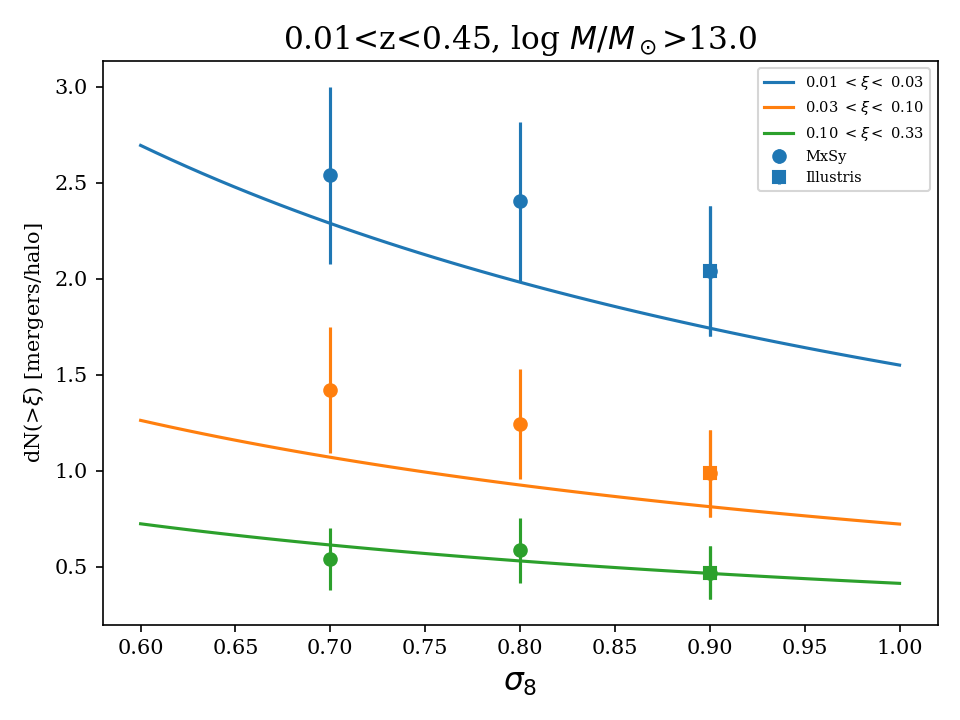 0.01<z<0.45, log M/M⊙>13.0
3.0
2.5
2.0
1.5
1.0
0.5
dN(>ξ) [mergers/halo]
0.01 <ξ< 0.03
0.03 <ξ< 0.10
0.10 <ξ< 0.33
MxSy
Illustris
0.60 0.65 0.70 0.75 0.80 0.85 0.90 0.95 1.00
σ₈